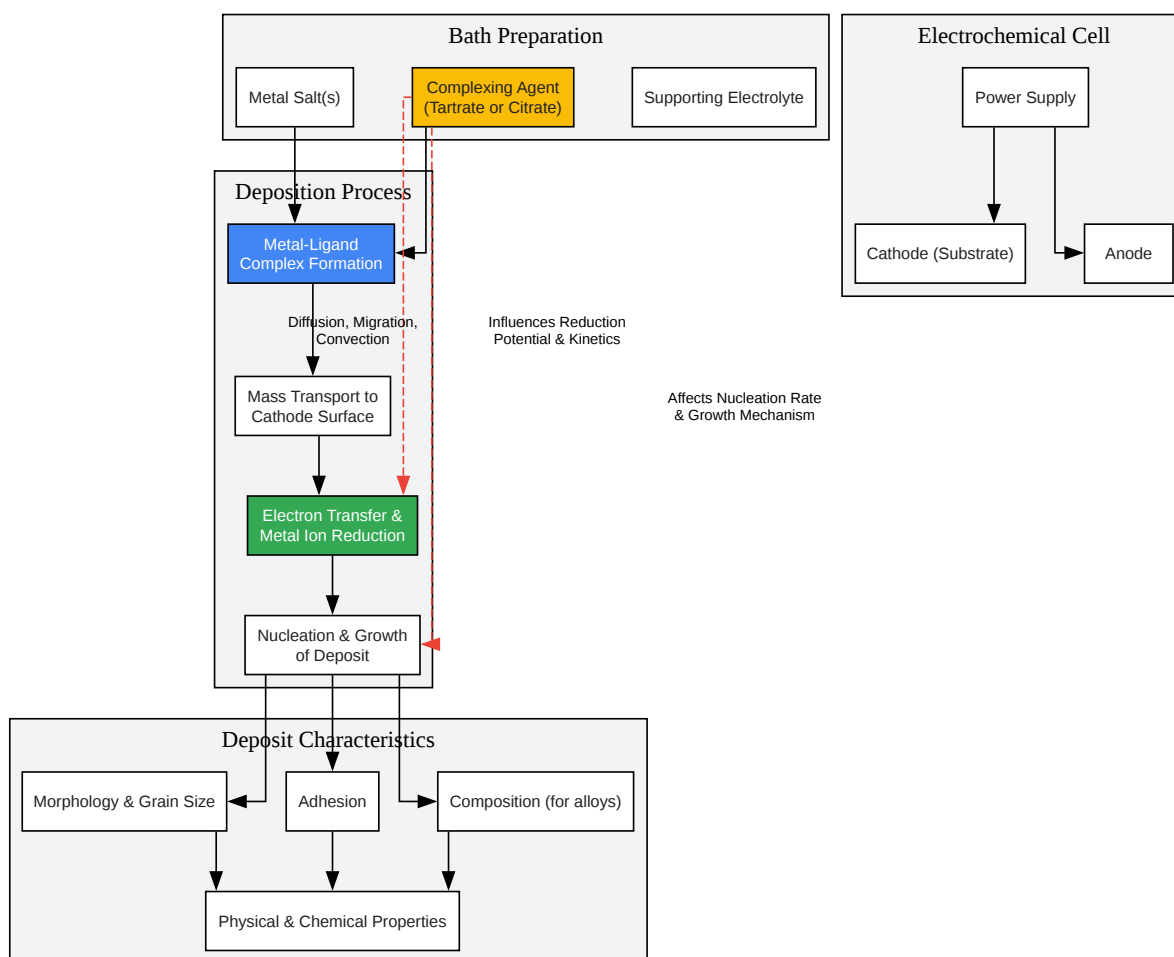 Bath Preparation
Metal Salt(s)
Complexing Agent
(Tartrate or Citrate)
Supporting Electrolyte
Electrochemical Cell
Power Supply
Cathode (Substrate)
Anode
Deposition Process
Metal-Ligand
Complex Formation
Diffusion, Migration,
Convection
Influences Reduction
Potential & Kinetics
Mass Transport to
Cathode Surface
Affects Nucleation Rate
& Growth Mechanism
Electron Transfer &
Metal Ion Reduction
Nucleation & Growth
of Deposit
Deposit Characteristics
Morphology & Grain Size
Adhesion
Composition (for alloys)
Physical & Chemical Properties